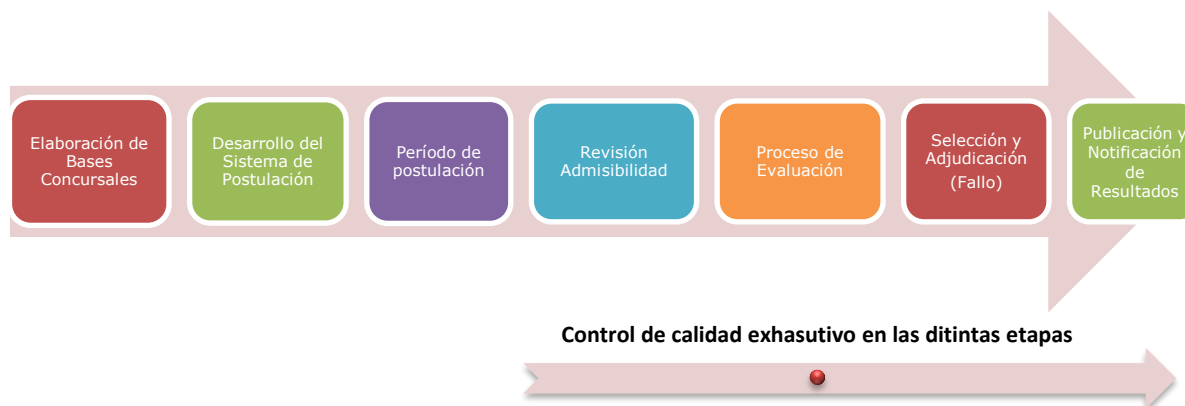 Elaboración de
Bases
Concursales
Desarrollo del
Sistema de
Postulación
Período de
postulación
Revisión
Admisibilidad
Proceso de
Evaluación
Selección y
Adjudicación
(Fallo)
Publicación y
Notificación
de
Resultados
Control de calidad exhasutivo en las ditintas etapas